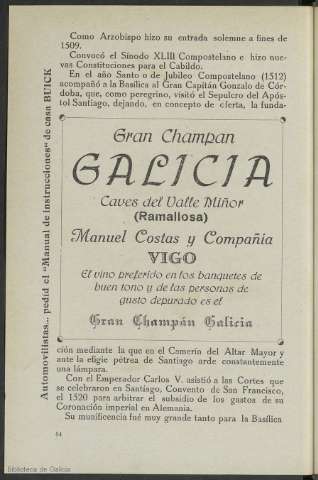 Como Arzobispo hizo su entrada solemne a fines de
1509.
Convocó el Sínodo XLIII Compostelano e hizo nue-
vas Constituciones para el Cabildo.
En el año Santo o de Jubileo Compostelano (1512)
acompañó a la Basílica al Gran Capitán Gonzalo de Cór-
doba, que, como peregrino, visitó el Sepulcro del Após-
tol Santiago, dejando, en concepto de oferta, la funda-
Gran Champan
GALICIA
Caves del Valle Miñor
(Ramallosa)
Manuel Costas y Compañia
VIGO
El vino preferido en los banquetes de
buen tono y de las personas de
gusto depurado es el
Gran Champán Galicia
ción mediante la que en el Camerín del Altar Mayor y
ante la efigie pétrea de Santiago arde constantemente
una lámpara.
Con el Emperador Carlos V. asistió a las Cortes que
se celebraron en Santiago, Convento de San Francisco,
el 1520 para arbitrar el subsidio de los gastos de su
Coronación imperial en Alemania.
Su munificencia fué muy grande tanto para la Basílica
84
Automovilistas... pedid el "Manual de instrucciones" de casa BUICK
Biblioteca de Galicia